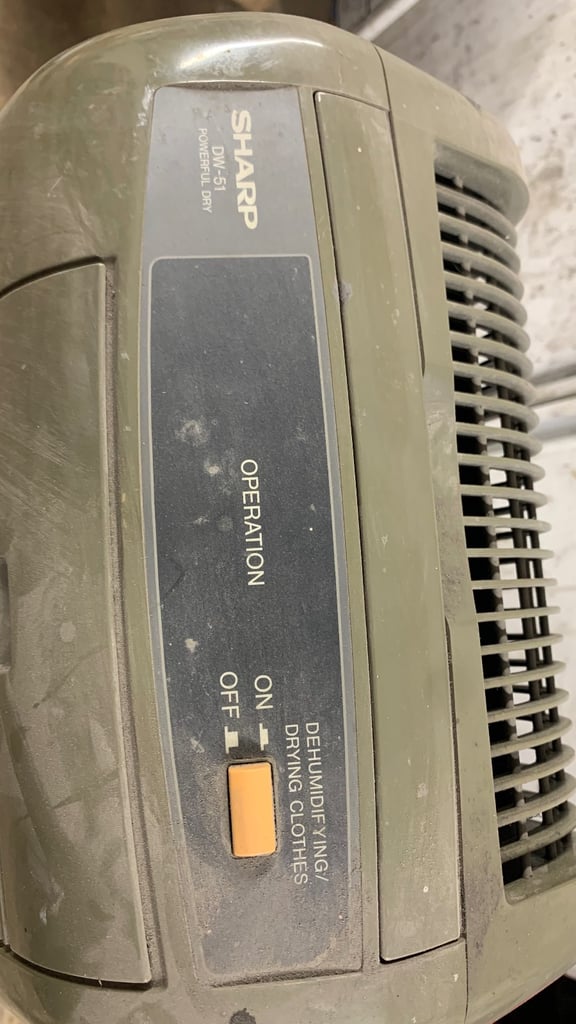 SHARP
DW-51
POWERFUL DRY
OPERATION
DEHUMIDIFYING/
DRYING CLOTHES
ON
OFF